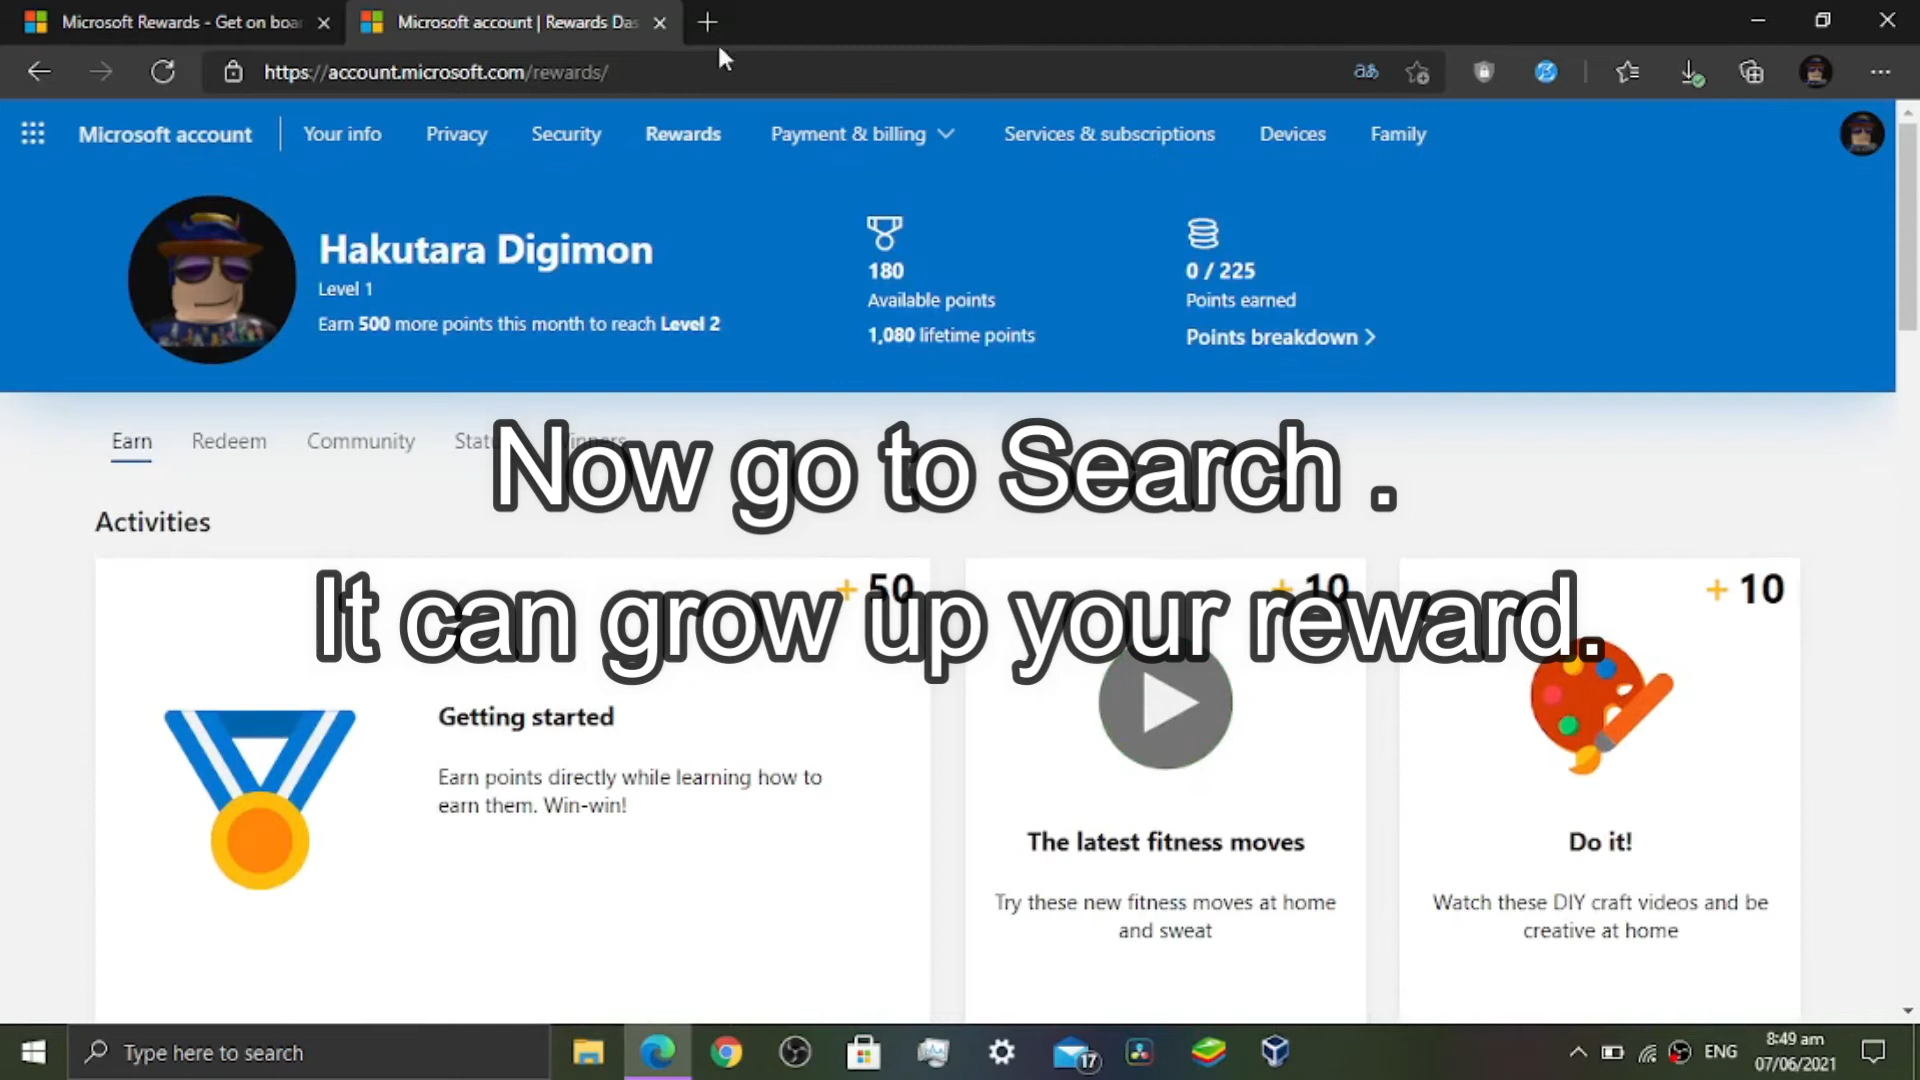 Microsoft Rewards - Get on boa
Microsoft account | Rewards Das
https://account.microsoft.com/rewards/
Microsoft account
Your info
Privacy
Security
Rewards
Payment & billing
Services & subscriptions
Devices
Family
Hakutara Digimon
Level 1
Earn 500 more points this month to reach Level 2
180
Available points
1,080 lifetime points
0 / 225
Points earned
Points breakdown
Earn
Redeem
Community
Now go to Search .
It can grow up your reward.
Activities
+ 50
Getting started
Earn points directly while learning how to
earn them. Win-win!
+ 10
The latest fitness moves
Try these new fitness moves at home
and sweat
+ 10
Do it!
Watch these DIY craft videos and be
creative at home
Type here to search
17
ENG
8:49 am
07/06/2021